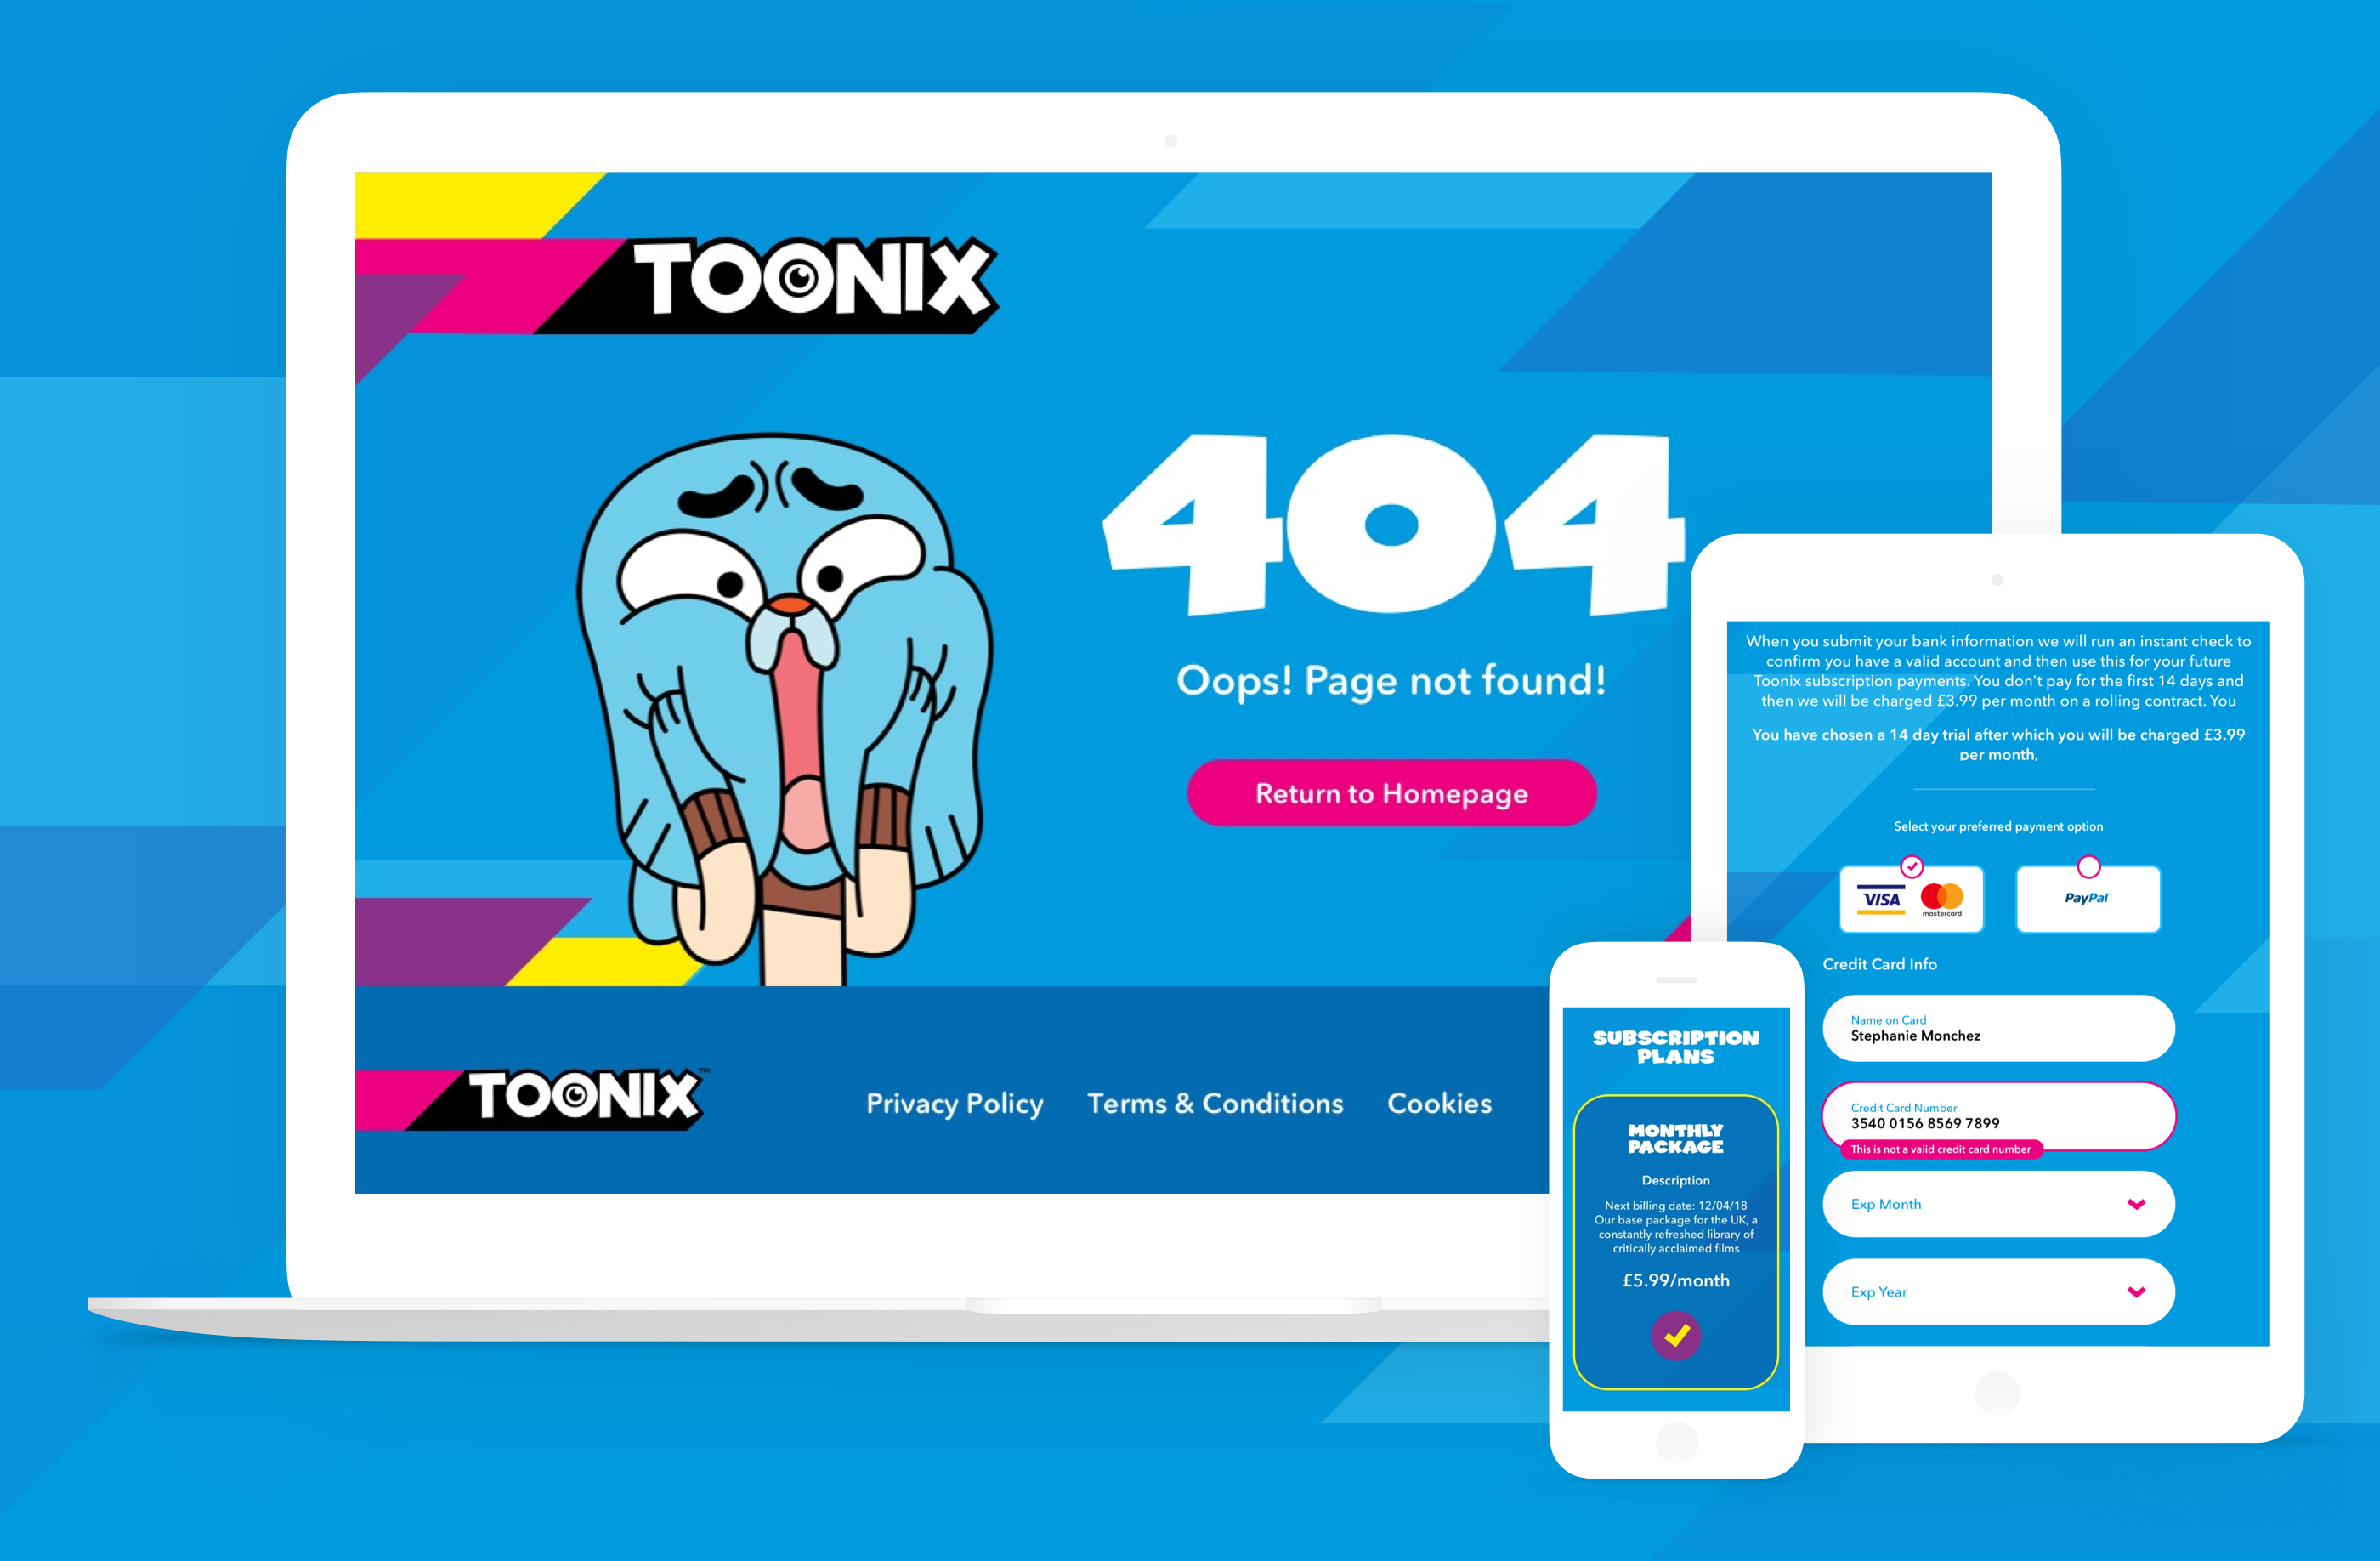 TOONIX
404
Oops! Page not found!
Return to Homepage
TOONIX™
Privacy Policy
Terms & Conditions
Cookies
When you submit your bank information we will run an instant check to
confirm you have a valid account and then use this for your future
Toonix subscription payments. You don't pay for the first 14 days and
then we will be charged £3.99 per month on a rolling contract. You
You have chosen a 14 day trial after which you will be charged £3.99
per month.
Select your preferred payment option
VISA
mastercard
PayPal
Credit Card Info
Name on Card
Stephanie Monchez
Credit Card Number
3540 0156 8569 7899
This is not a valid credit card number
Exp Month
Exp Year
SUBSCRIPTION
PLANS
MONTHLY
PACKAGE
Description
Next billing date: 12/04/18
Our base package for the UK, a
constantly refreshed library of
critically acclaimed films
£5.99/month